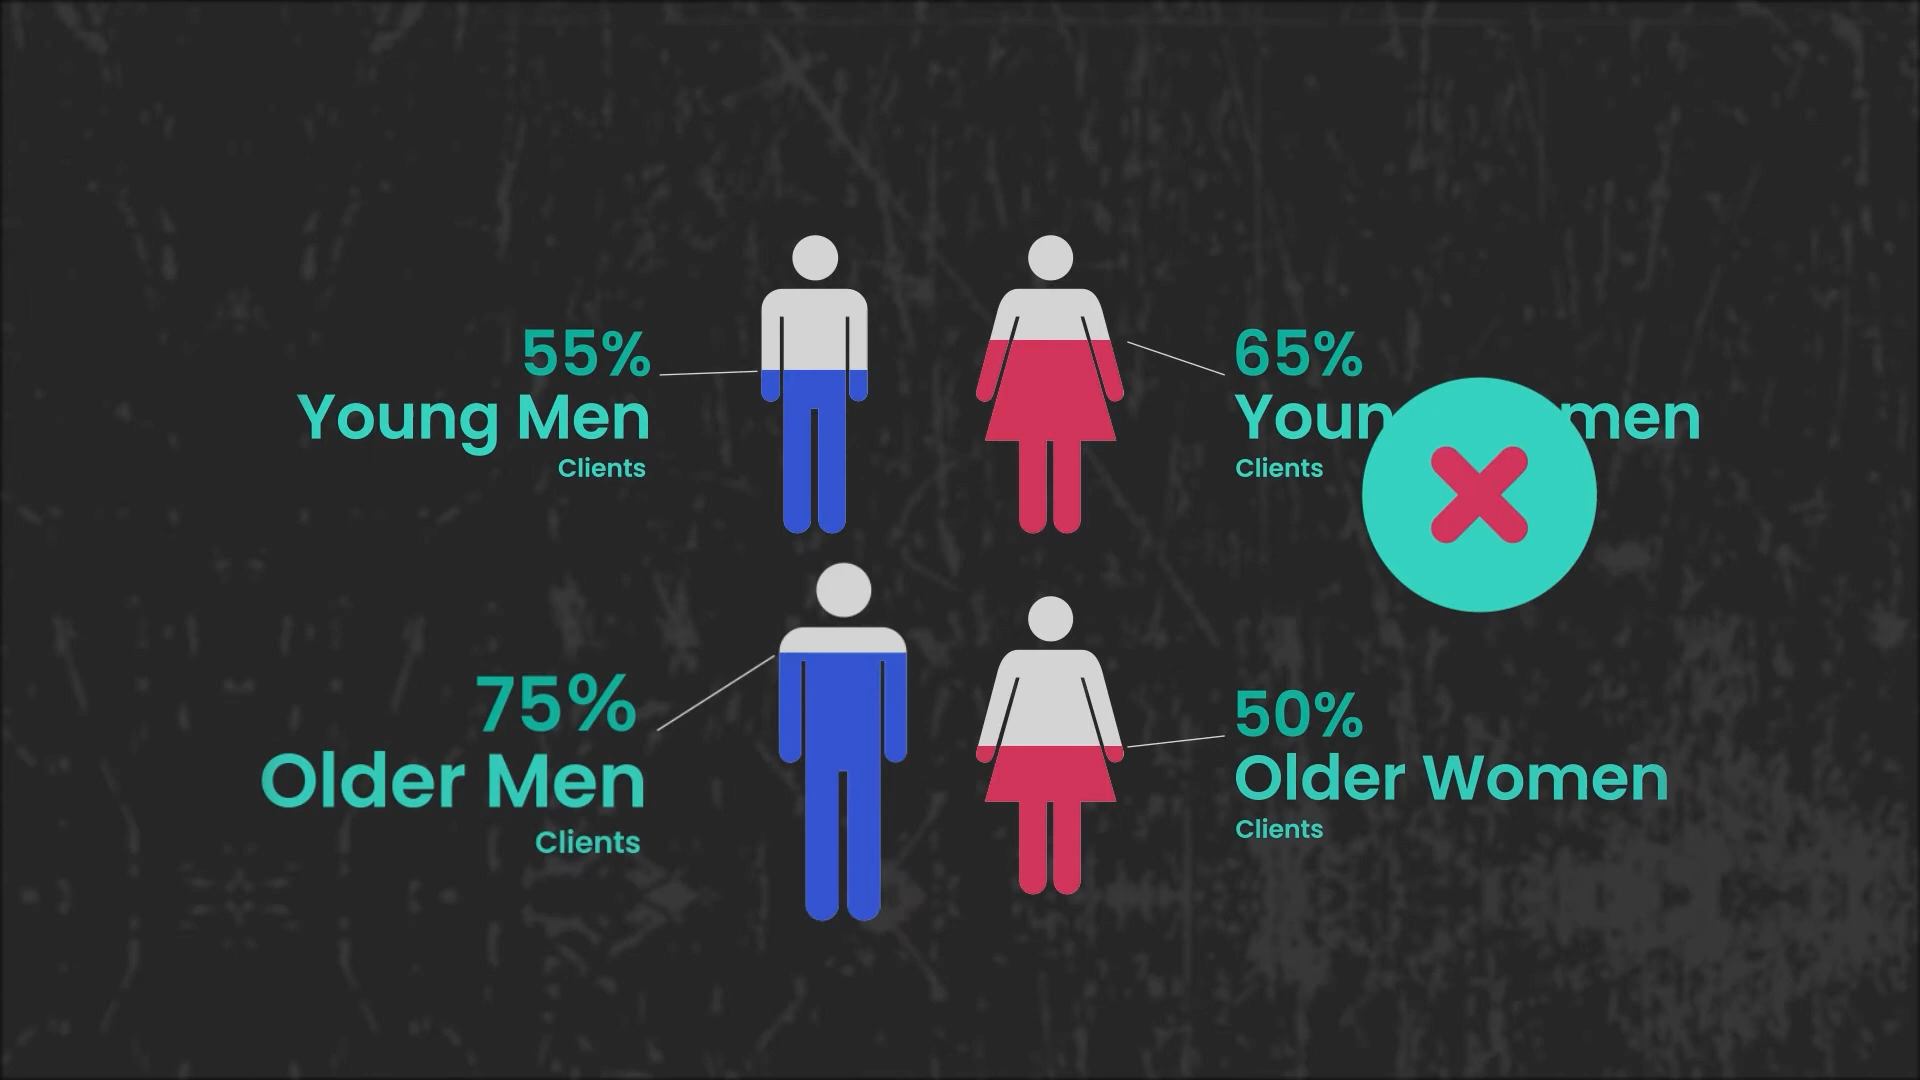 55%
Young Men
Clients
65%
Youn men
Clients
75%
Older Men
Clients
50%
Older Women
Clients